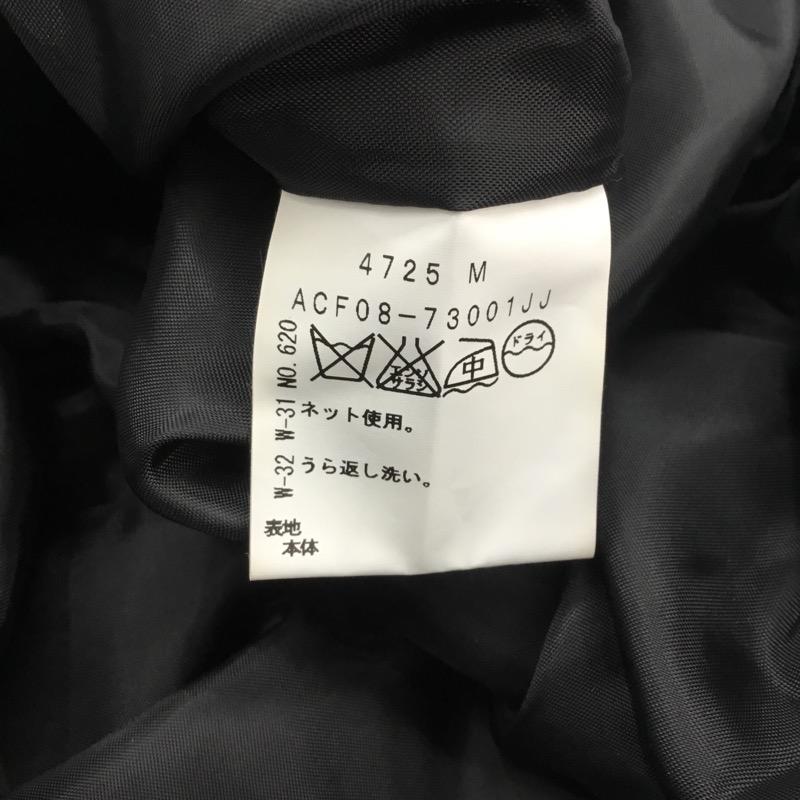 4725 M
ACF08-73001JJ
エンソ
サラシ
中
ドライ
NO. 620
W-31
ネット使用。
W-32
うら返し洗い。
表地
本体